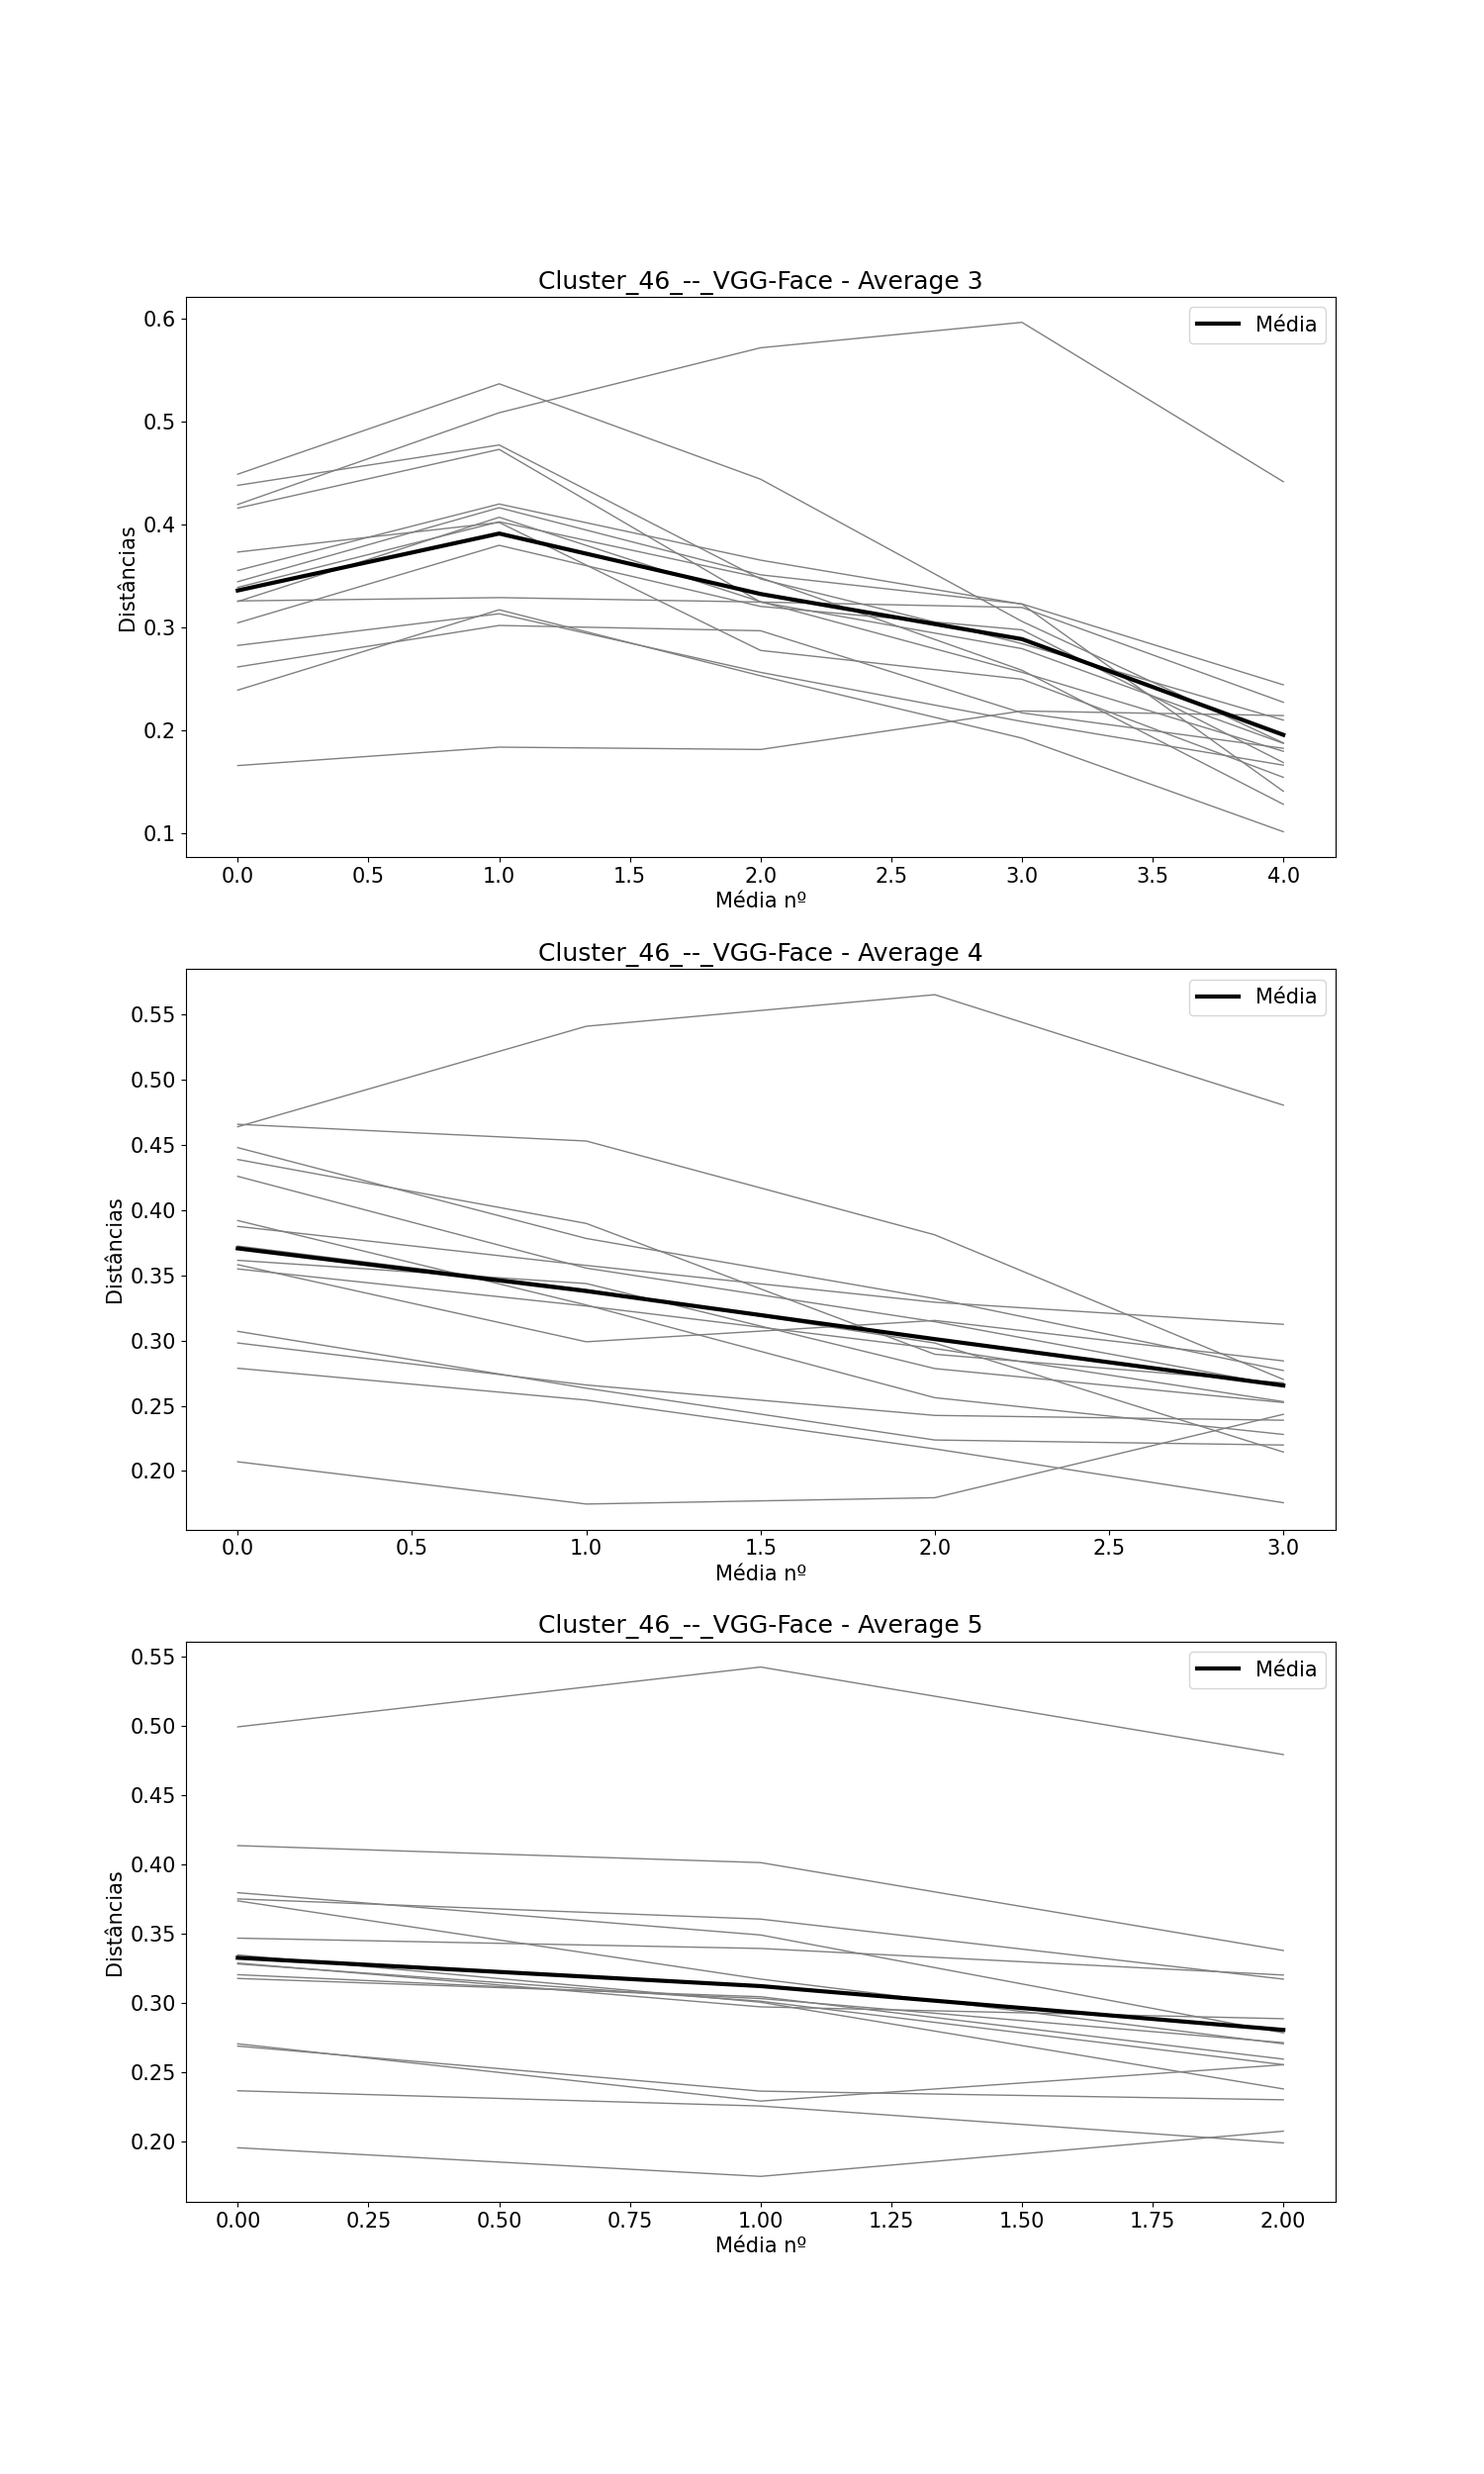 Cluster_46_--_VGG-Face - Average 3
Média
Distâncias
0.6
0.5
0.4
0.3
0.2
0.1
0.0 0.5 1.0 1.5 2.0 2.5 3.0 3.5 4.0
Média nº
Cluster_46_--_VGG-Face - Average 4
Média
Distâncias
0.55
0.50
0.45
0.40
0.35
0.30
0.25
0.20
0.0 0.5 1.0 1.5 2.0 2.5 3.0
Média nº
Cluster_46_--_VGG-Face - Average 5
Média
Distâncias
0.55
0.50
0.45
0.40
0.35
0.30
0.25
0.20
0.00 0.25 0.50 0.75 1.00 1.25 1.50 1.75 2.00
Média nº